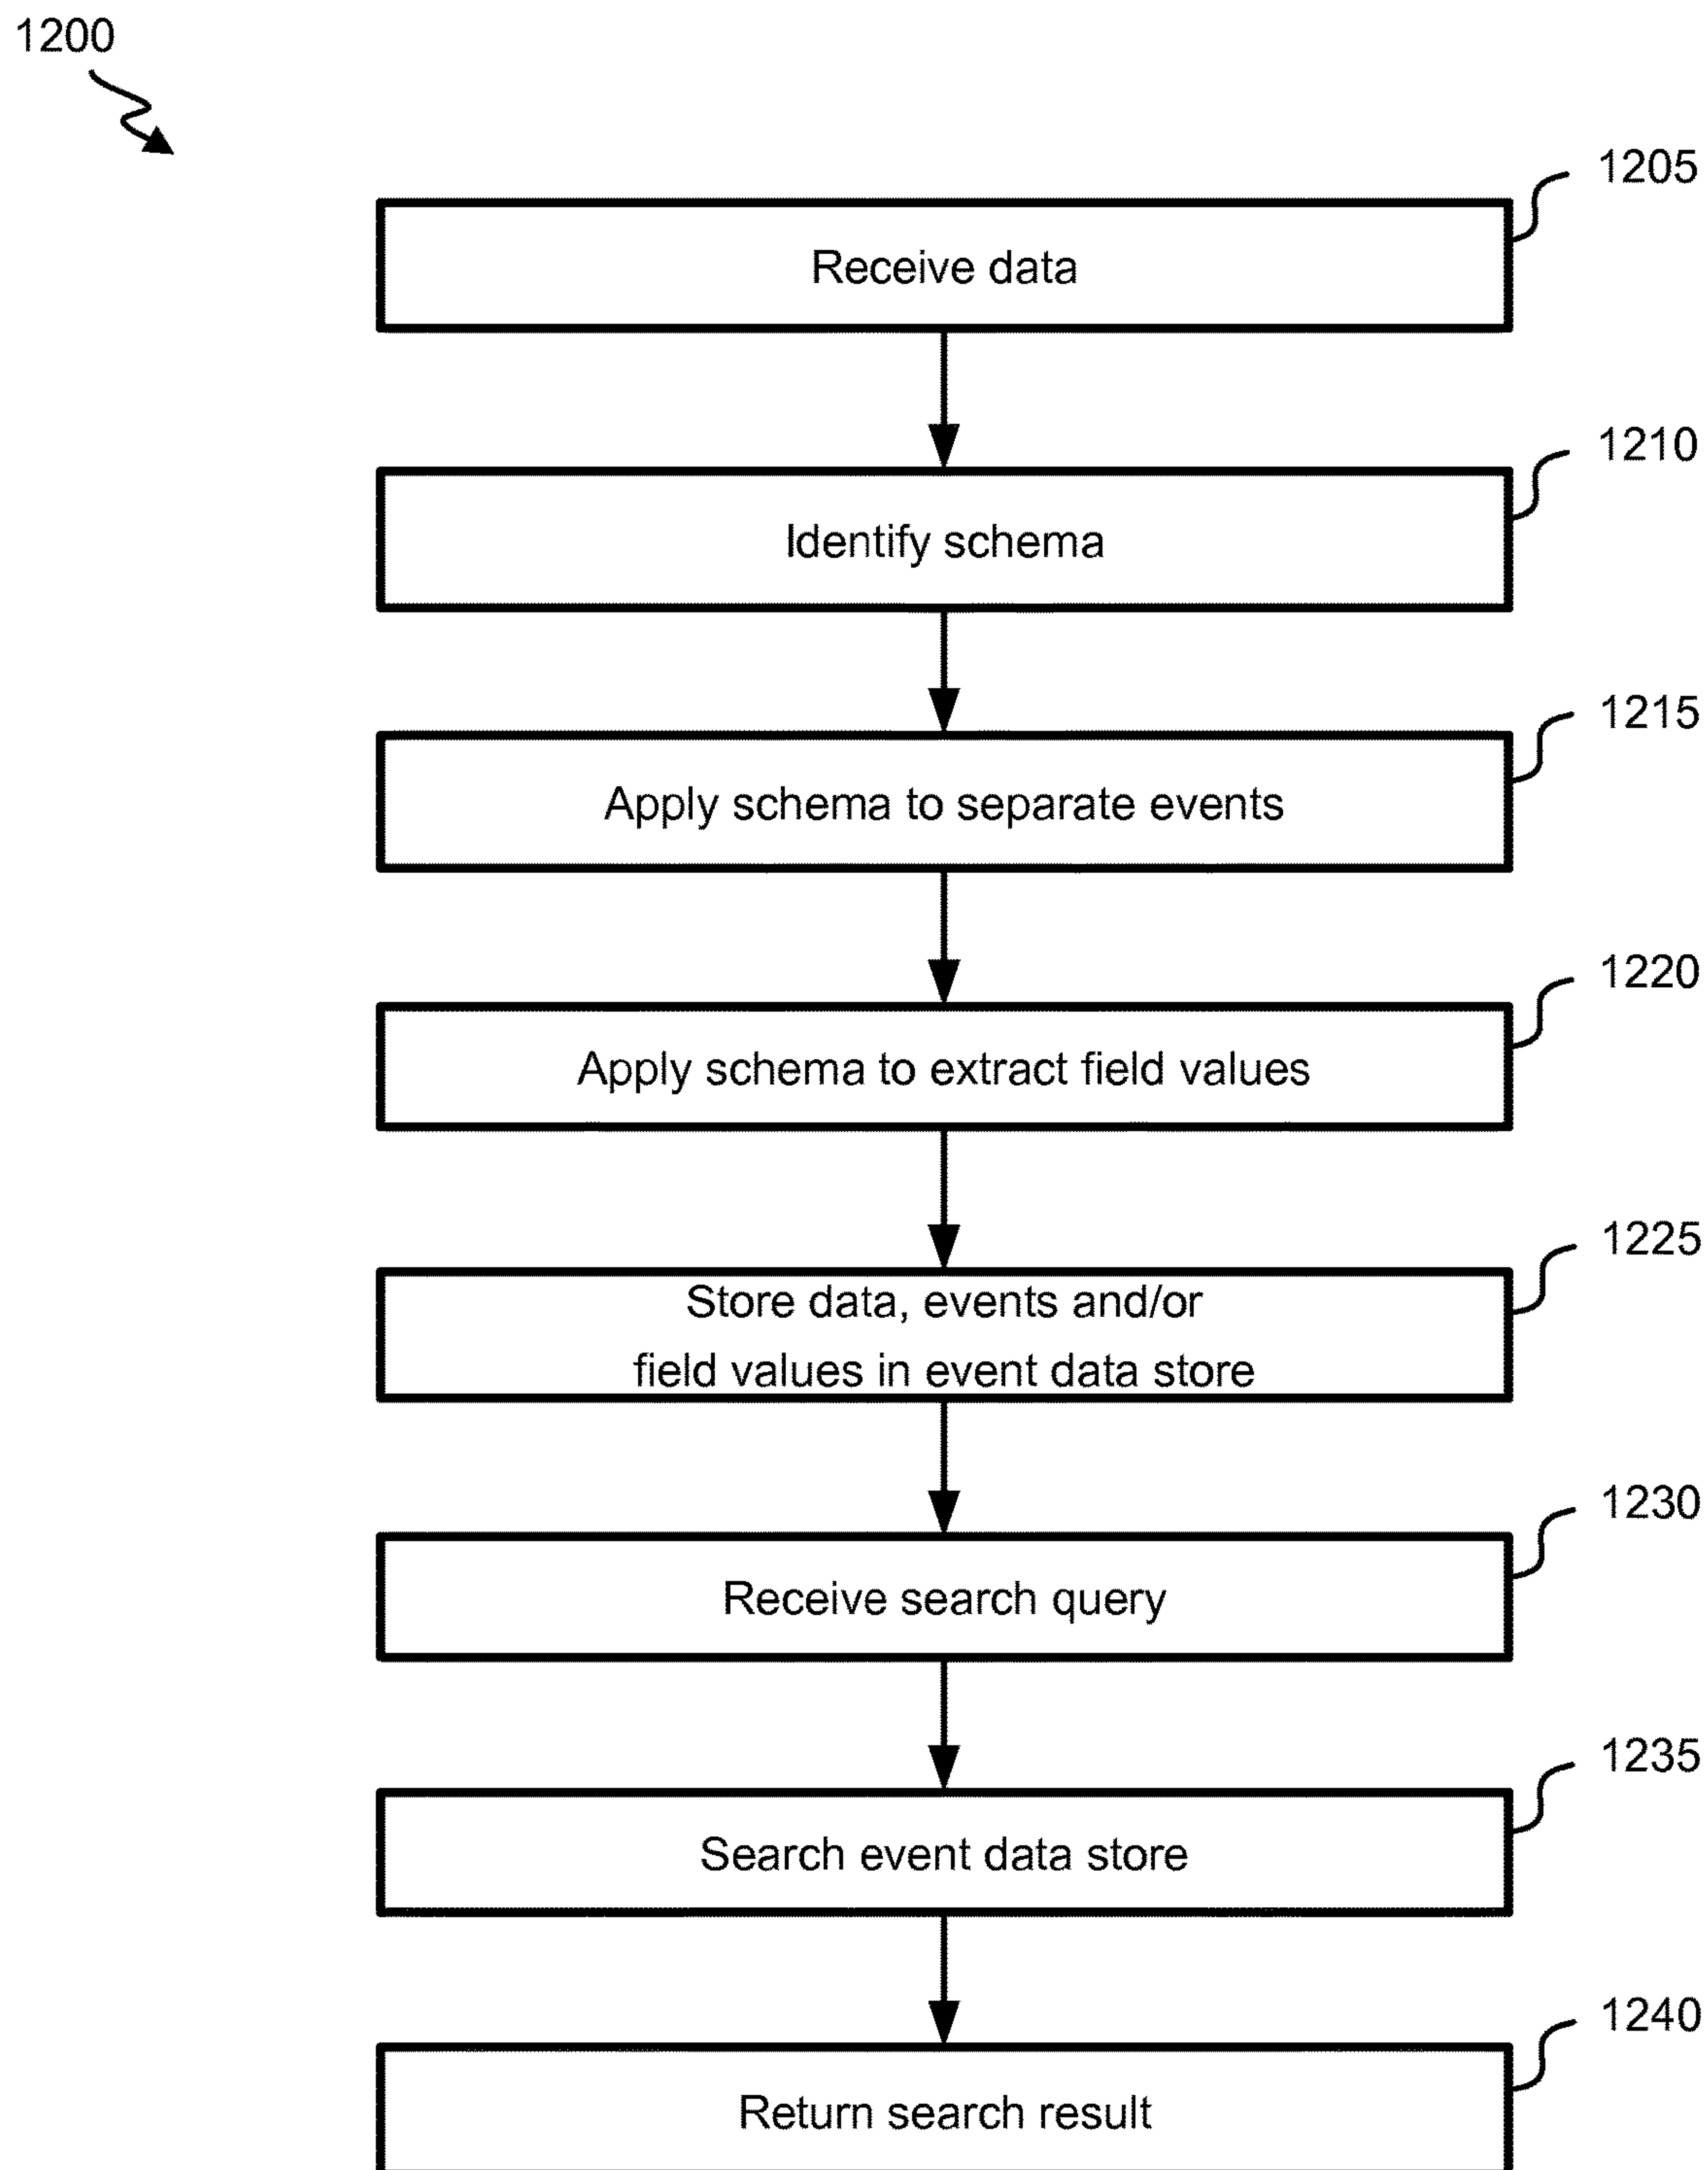 1200
1205
Receive data
1210
Identify schema
1215
Apply schema to separate events
1220
Apply schema to extract field values
1225
Store data, events and/or
field values in event data store
1230
Receive search query
1235
Search event data store
1240
Return search result